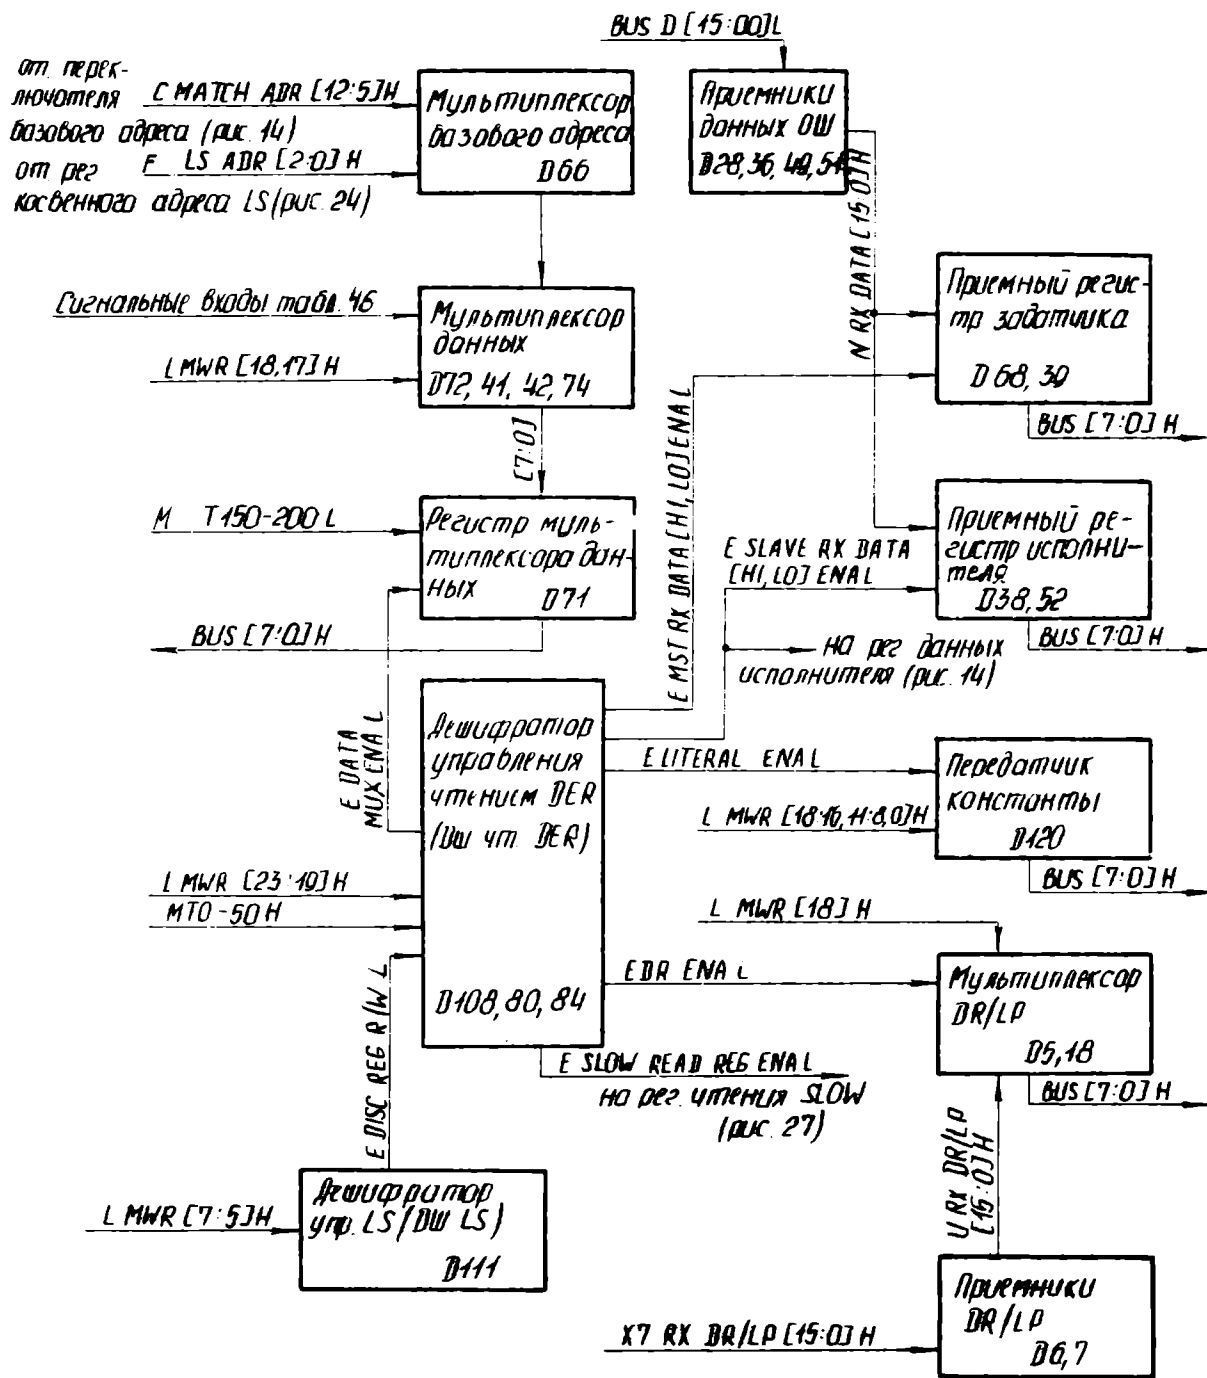 BUS D [15:00]L
от перек-
лючателя
базового адреса (рис. 14)
C MATCH ADR [12:5]H
от рег
косвенного адреса LS (рис. 24)
F LS ADR [2:0] H
Мультиплексор
базового адреса
D66
Приемники
данных ОШ
D28, 36, 49,
N RX DATA [15:0] H
Сигнальные входы табл. 46
L MWR [18,17] H
Мультиплексор
данных
D72, 41, 42, 74
[7:0]
Приемный регис-
тр задатчика
D68, 39
BUS [7:0] H
M T150-200 L
Регистр муль-
типлексора дан-
ных
D71
BUS [7:0] H
E MST RX DATA [HI, LO] ENA L
E SLAVE RX DATA
[HI, LO] ENA L
Приемный ре-
гистр исполни-
теля
D38, 52
BUS [7:0] H
на рег данных
исполнителя (рис. 14)
E DATA
MUX ENA L
Дешифратор
управления
чтением DER
(Дш чт. DER)
D108, 80, 84
E LITERAL ENA L
L MWR [18:16, 11:8, 0] H
Передатчик
константы
D120
BUS [7:0] H
L MWR [23:19] H
MT0-50 H
L MWR [18] H
E DR ENA L
Мультиплексор
DR/LP
D5, 18
BUS [7:0] H
E DISC REG R/W L
E SLOW READ REG ENA L
на рег. чтения SLOW
(рис. 27)
U RX DR/LP
[15:0] H
L MWR [7:5] H
Дешифратор
упр. LS (ДШ LS)
D111
X7 RX DR/LP [15:0] H
Приемники
DR/LP
D6, 7